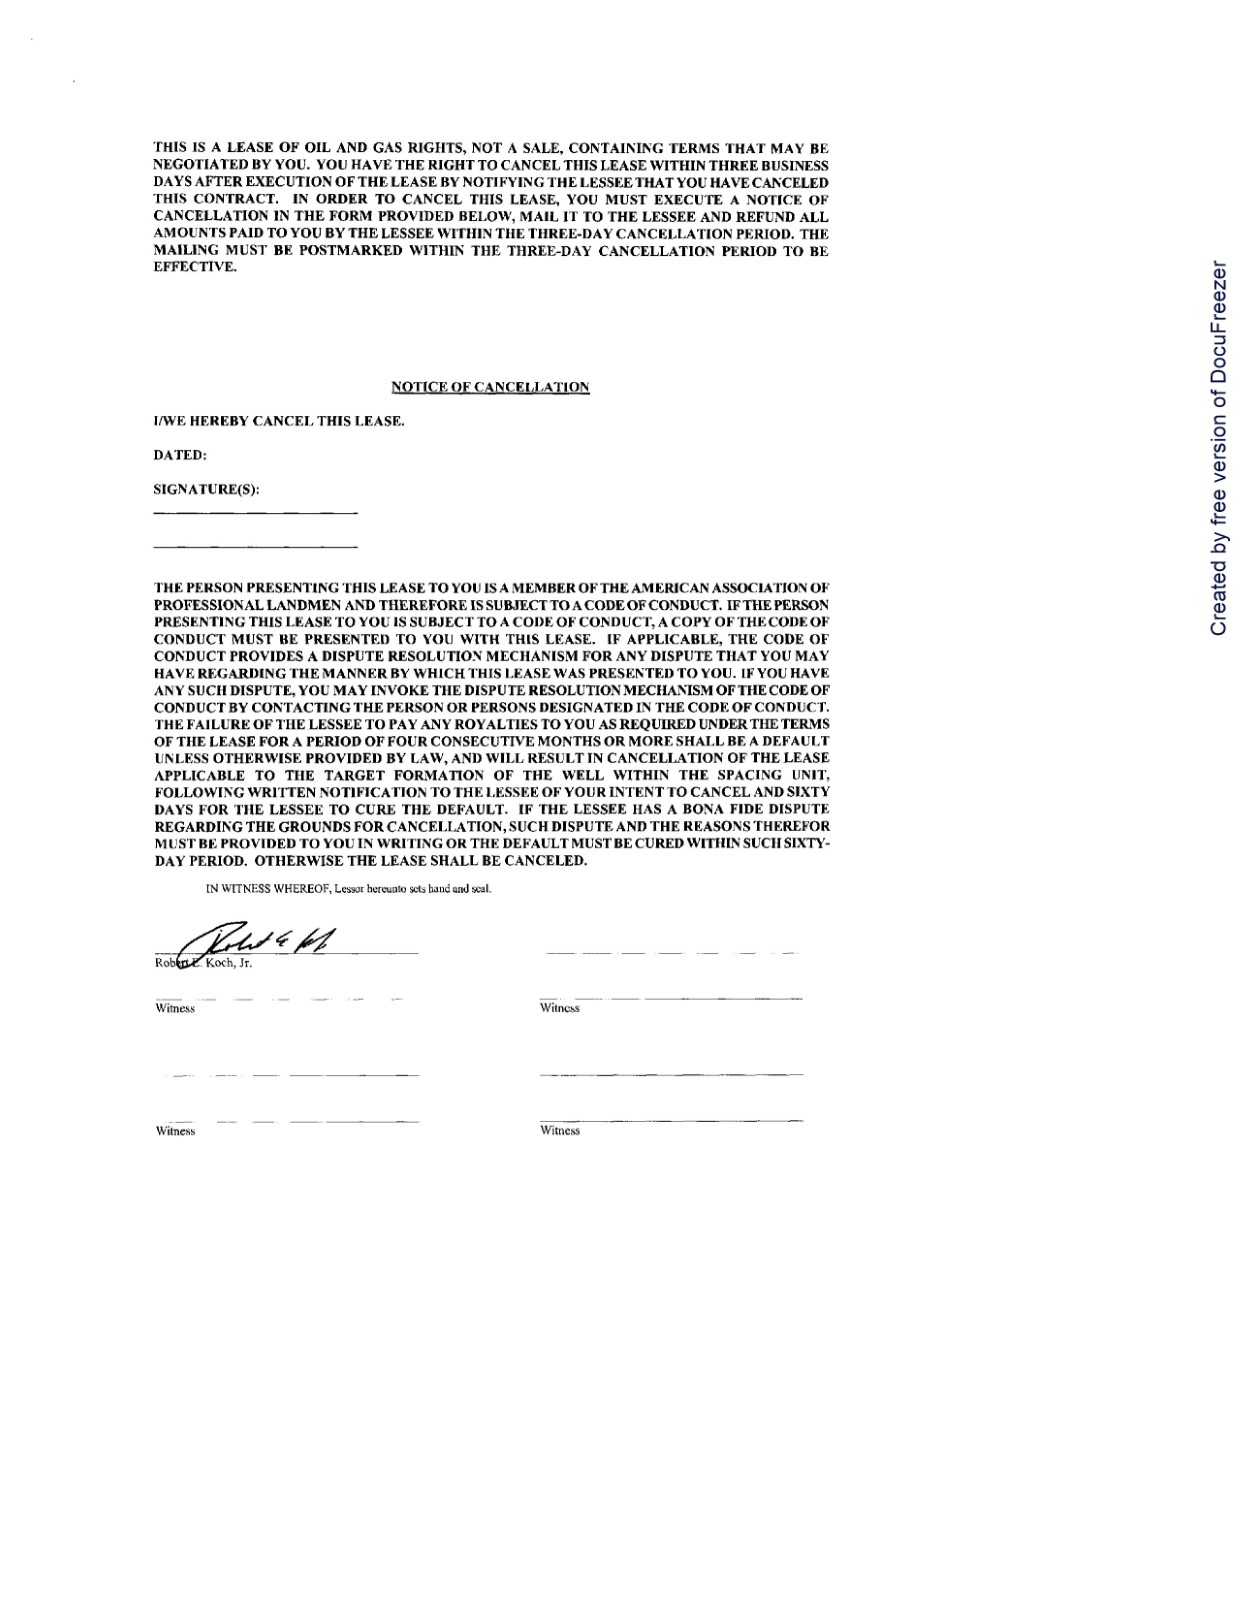 THIS IS A LEASE OF OIL AND GAS RIGHTS, NOT A SALE, CONTAINING TERMS THAT MAY BE
NEGOTIATED BY YOU. YOU HAVE THE RIGHT TO CANCEL THIS LEASE WITHIN THREE BUSINESS
DAYS AFTER EXECUTION OF THE LEASE BY NOTIFYING THE LESSEE THAT YOU HAVE CANCELED
THIS CONTRACT. IN ORDER TO CANCEL THIS LEASE, YOU MUST EXECUTE A NOTICE OF
CANCELLATION IN THE FORM PROVIDED BELOW, MAIL IT TO THE LESSEE AND REFUND ALL
AMOUNTS PAID TO YOU BY THE LESSEE WITHIN THE THREE-DAY CANCELLATION PERIOD. THE
MAILING MUST BE POSTMARKED WITHIN THE THREE-DAY CANCELLATION PERIOD TO BE
EFFECTIVE.
NOTICE OF CANCELLATION
I/WE HEREBY CANCEL THIS LEASE.
DATED:
SIGNATURE(S):
THE PERSON PRESENTING THIS LEASE TO YOU IS A MEMBER OF THE AMERICAN ASSOCIATION OF
PROFESSIONAL LANDMEN AND THEREFORE IS SUBJECT TO A CODE OF CONDUCT. IF THE PERSON
PRESENTING THIS LEASE TO YOU IS SUBJECT TO A CODE OF CONDUCT, A COPY OF THE CODE OF
CONDUCT MUST BE PRESENTED TO YOU WITH THIS LEASE. IF APPLICABLE, THE CODE OF
CONDUCT PROVIDES A DISPUTE RESOLUTION MECHANISM FOR ANY DISPUTE THAT YOU MAY
HAVE REGARDING THE MANNER BY WHICH THIS LEASE WAS PRESENTED TO YOU. IF YOU HAVE
ANY SUCH DISPUTE, YOU MAY INVOKE THE DISPUTE RESOLUTION MECHANISM OF THE CODE OF
CONDUCT BY CONTACTING THE PERSON OR PERSONS DESIGNATED IN THE CODE OF CONDUCT.
THE FAILURE OF THE LESSEE TO PAY ANY ROYALTIES TO YOU AS REQUIRED UNDER THE TERMS
OF THE LEASE FOR A PERIOD OF FOUR CONSECUTIVE MONTHS OR MORE SHALL BE A DEFAULT
UNLESS OTHERWISE PROVIDED BY LAW, AND WILL RESULT IN CANCELLATION OF THE LEASE
APPLICABLE TO THE TARGET FORMATION OF THE WELL WITHIN THE SPACING UNIT,
FOLLOWING WRITTEN NOTIFICATION TO THE LESSEE OF YOUR INTENT TO CANCEL AND SIXTY
DAYS FOR THE LESSEE TO CURE THE DEFAULT. IF THE LESSEE HAS A BONA FIDE DISPUTE
REGARDING THE GROUNDS FOR CANCELLATION, SUCH DISPUTE AND THE REASONS THEREFOR
MUST BE PROVIDED TO YOU IN WRITING OR THE DEFAULT MUST BE CURED WITHIN SUCH SIXTY-
DAY PERIOD. OTHERWISE THE LEASE SHALL BE CANCELED.
IN WITNESS WHEREOF, Lessor hereunto sets hand and seal.
Robert E. Koch, Jr.
Witness
Witness
Witness
Witness
Created by free version of DocuFreezer